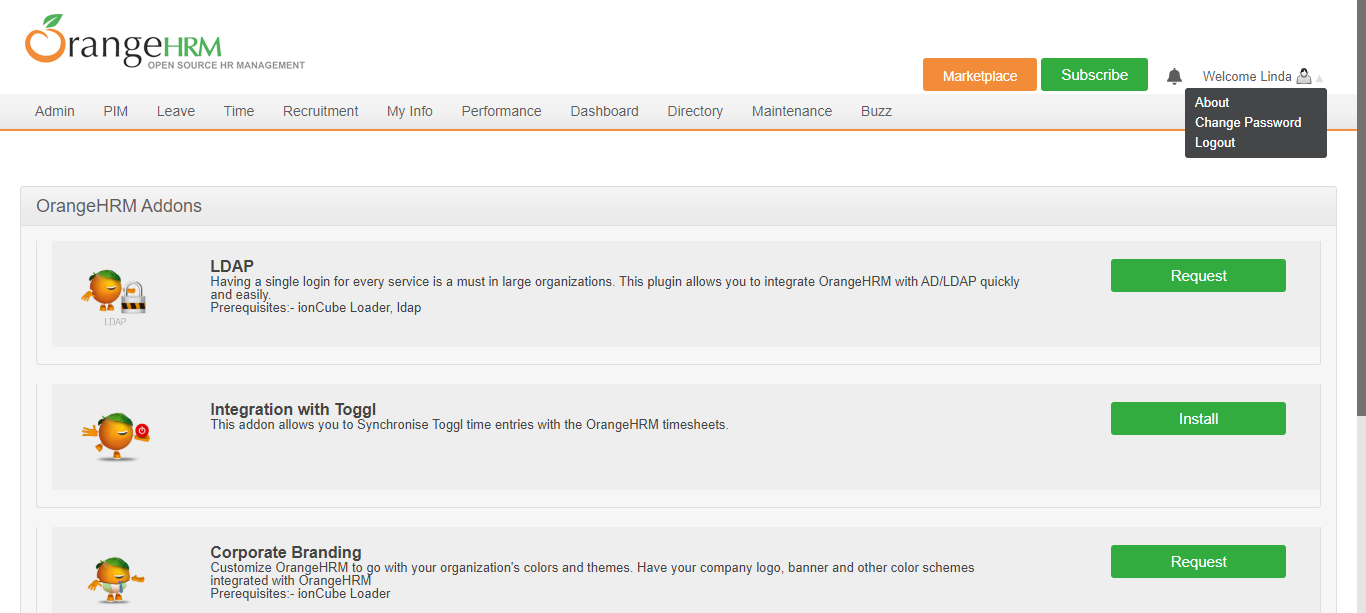 OrangeHRM
OPEN SOURCE HR MANAGEMENT
Marketplace
Subscribe
Welcome Linda
About
Change Password
Logout
Admin
PIM
Leave
Time
Recruitment
My Info
Performance
Dashboard
Directory
Maintenance
Buzz
OrangeHRM Addons
LDAP
LDAP
Having a single login for every service is a must in large organizations. This plugin allows you to integrate OrangeHRM with AD/LDAP quickly
and easily.
Prerequisites:- ionCube Loader, ldap
Request
Integration with Toggl
This addon allows you to Synchronise Toggl time entries with the OrangeHRM timesheets.
Install
Corporate Branding
Customize OrangeHRM to go with your organization's colors and themes. Have your company logo, banner and other color schemes
integrated with OrangeHRM
Prerequisites:- ionCube Loader
Request